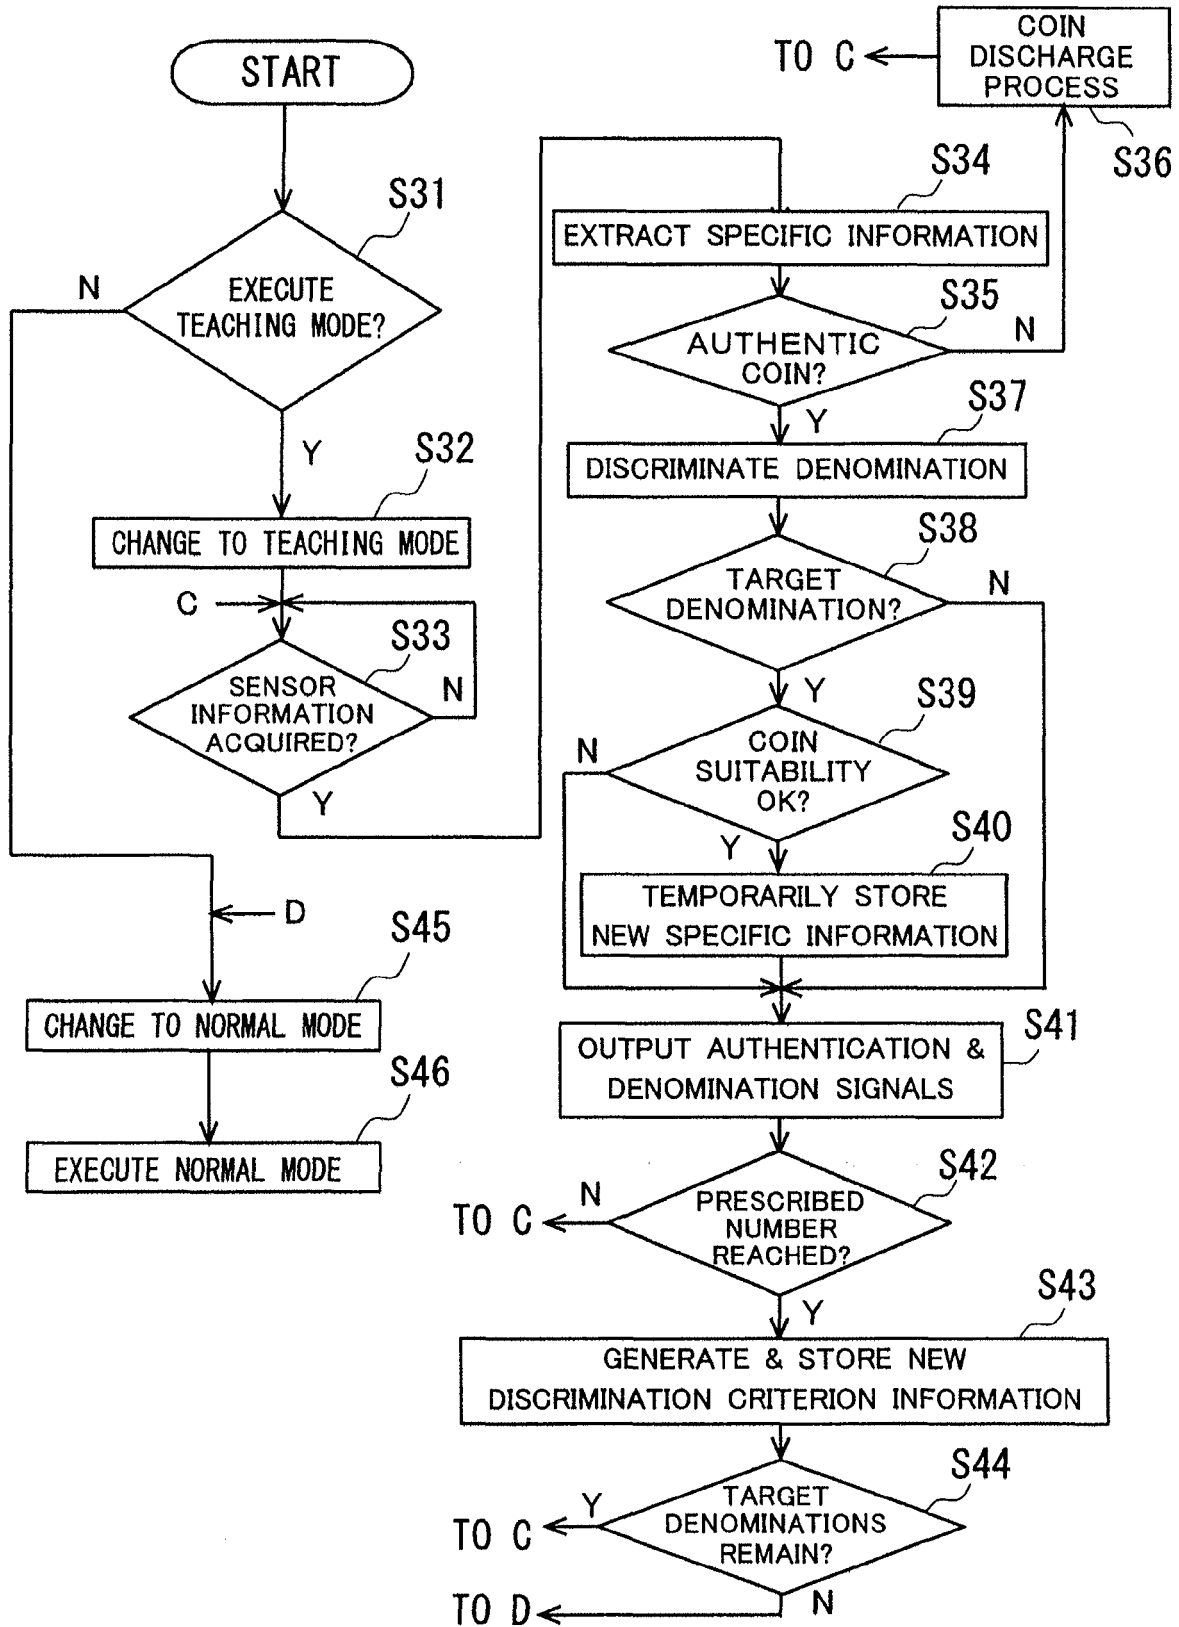 START
S31
N
EXECUTE
TEACHING MODE?
Y
S32
CHANGE TO TEACHING MODE
C
S33
SENSOR
INFORMATION
ACQUIRED?
N
Y
D
S45
CHANGE TO NORMAL MODE
S46
EXECUTE NORMAL MODE
TO C
COIN
DISCHARGE
PROCESS
S36
S34
EXTRACT SPECIFIC INFORMATION
S35
AUTHENTIC
COIN?
N
Y
S37
DISCRIMINATE DENOMINATION
S38
TARGET
DENOMINATION?
N
Y
S39
COIN
SUITABILITY
OK?
N
Y
S40
TEMPORARILY STORE
NEW SPECIFIC INFORMATION
S41
OUTPUT AUTHENTICATION &
DENOMINATION SIGNALS
S42
PRESCRIBED
NUMBER
REACHED?
N
TO C
Y
S43
GENERATE & STORE NEW
DISCRIMINATION CRITERION INFORMATION
S44
TARGET
DENOMINATIONS
REMAIN?
Y
TO C
N
TO D